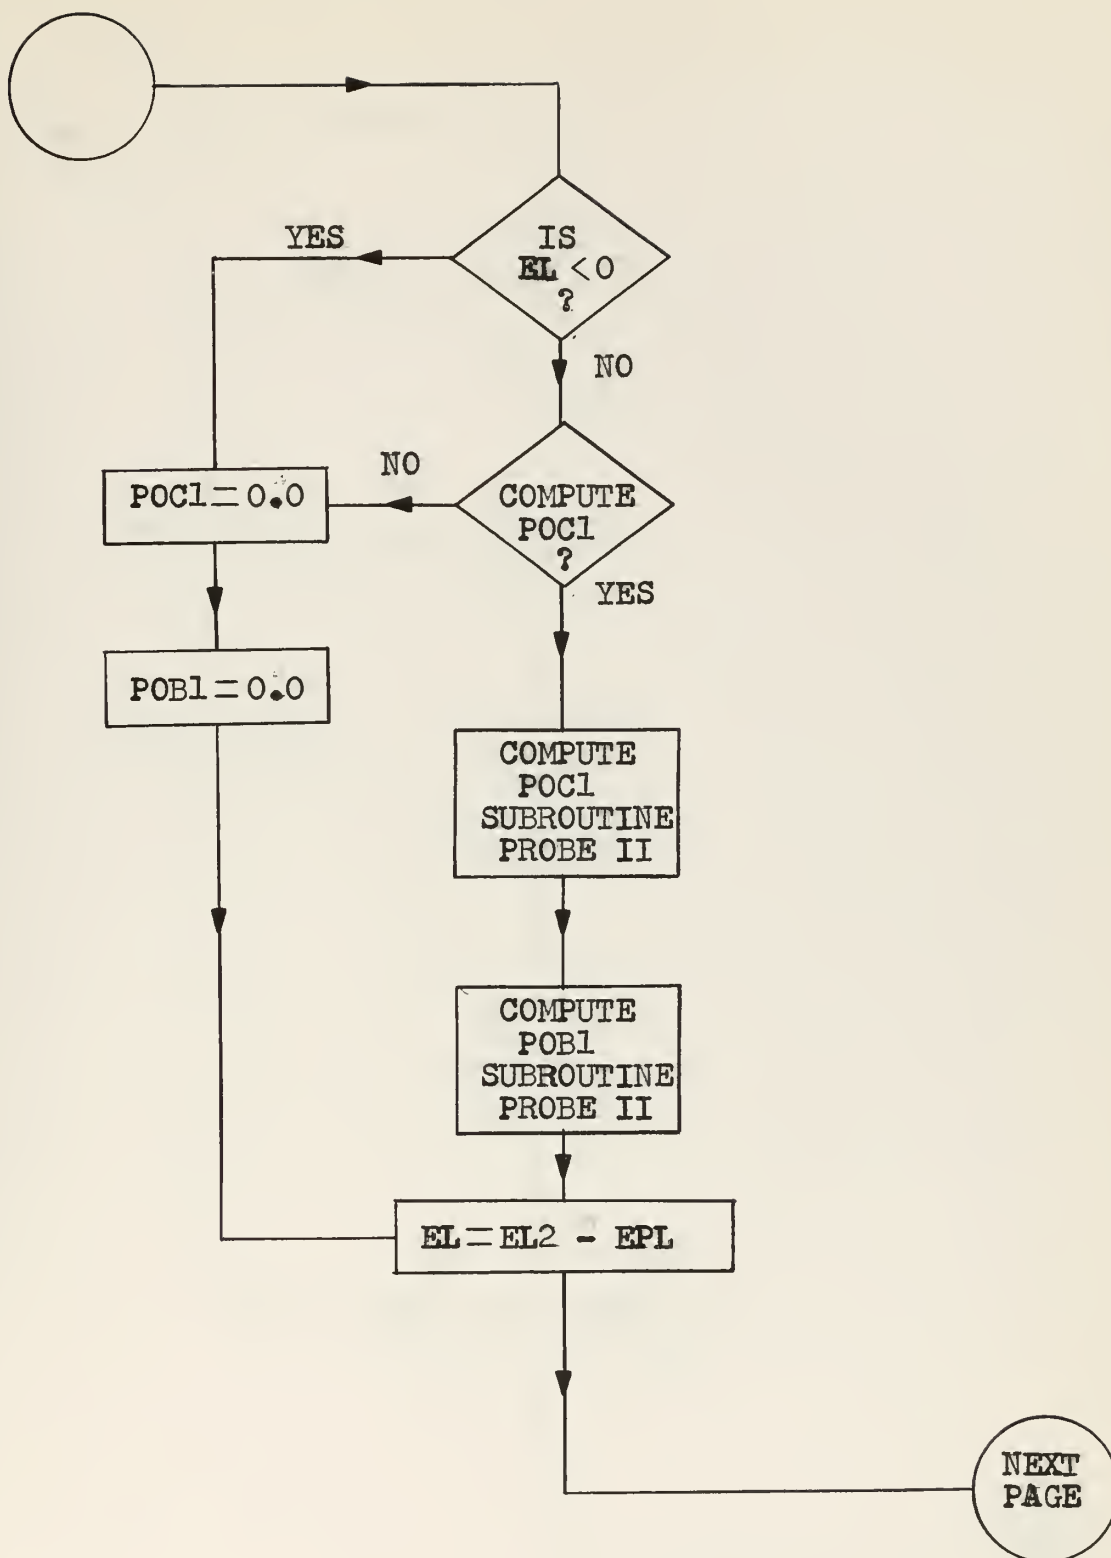 IS
EL <0
?
YES
NO
COMPUTE
POC1
?
NO
YES
POC1=0.0
POB1=0.0
COMPUTE
POC1
SUBROUTINE
PROBE II
COMPUTE
POB1
SUBROUTINE
PROBE II
EL=EL2 - EPL
NEXT
PAGE